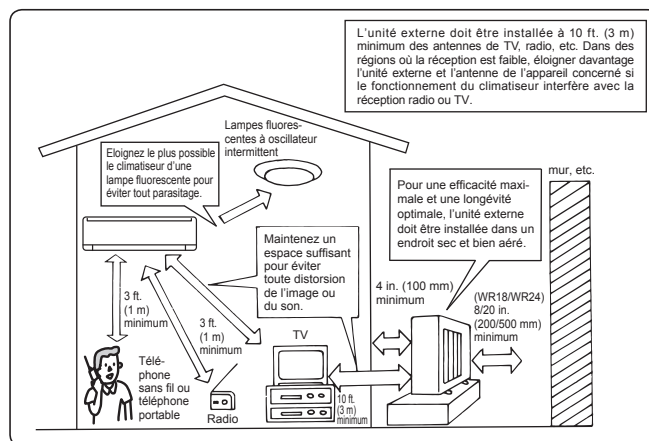 L'unité externe doit être installée à 10 ft. (3 m)
minimum des antennes de TV, radio, etc. Dans des
régions où la réception est faible, éloigner davantage
l'unité externe et l'antenne de l'appareil concerné si
le fonctionnement du climatiseur interfère avec la
réception radio ou TV.
Lampes fluores-
centes à oscillateur
intermittent
Eloignez le plus possible
le climatiseur d'une
lampe fluorescente pour
éviter tout parasitage.
mur, etc.
Pour une efficacité maxi-
male et une longévité
optimale, l'unité externe
doit être installée dans un
endroit sec et bien aéré.
Maintenez un
espace suffisant
pour éviter
toute distorsion
de l'image ou
du son.
4 in. (100 mm)
minimum
(WR18/WR24)
8/20 in.
(200/500 mm)
minimum
3 ft.
(1 m)
minimum
3 ft.
(1 m)
minimum
TV
Télé-
phone
sans fil ou
téléphone
portable
Radio
10 ft.
(3 m)
minimum